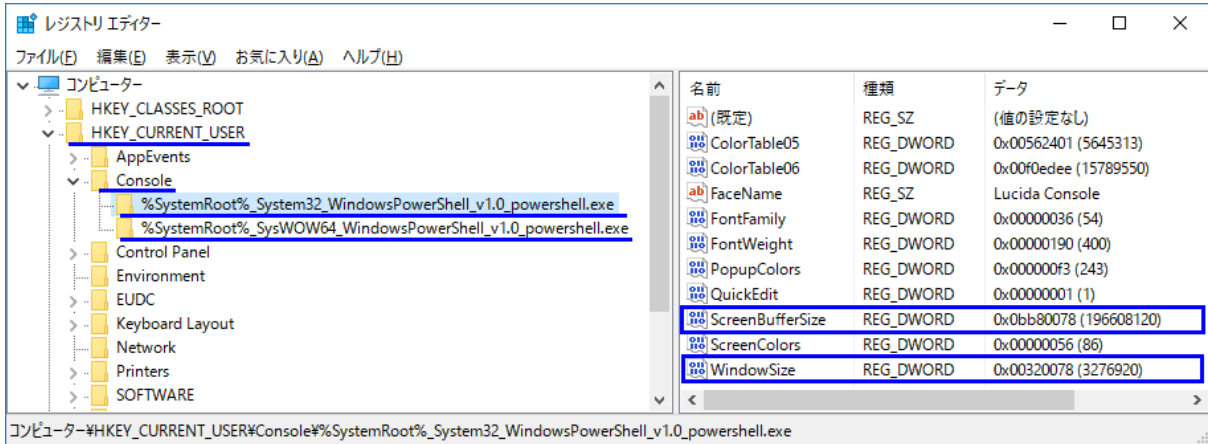 レジストリ エディター
ファイル(F) 編集(E) 表示(V) お気に入り(A) ヘルプ(H)
コンピューター
HKEY_CLASSES_ROOT
HKEY_CURRENT_USER
AppEvents
Console
%SystemRoot%_System32_WindowsPowerShell_v1.0_powershell.exe
%SystemRoot%_SysWOW64_WindowsPowerShell_v1.0_powershell.exe
Control Panel
Environment
EUDC
Keyboard Layout
Network
Printers
SOFTWARE
名前 種類 データ
(既定) REG_SZ (値の設定なし)
ColorTable05 REG_DWORD 0x00562401 (5645313)
ColorTable06 REG_DWORD 0x00f0edee (15789550)
FaceName REG_SZ Lucida Console
FontFamily REG_DWORD 0x00000036 (54)
FontWeight REG_DWORD 0x00000190 (400)
PopupColors REG_DWORD 0x000000f3 (243)
QuickEdit REG_DWORD 0x00000001 (1)
ScreenBufferSize REG_DWORD 0x0bb80078 (196608120)
ScreenColors REG_DWORD 0x00000056 (86)
WindowSize REG_DWORD 0x00320078 (3276920)
コンピューター¥HKEY_CURRENT_USER¥Console¥%SystemRoot%_System32_WindowsPowerShell_v1.0_powershell.exe